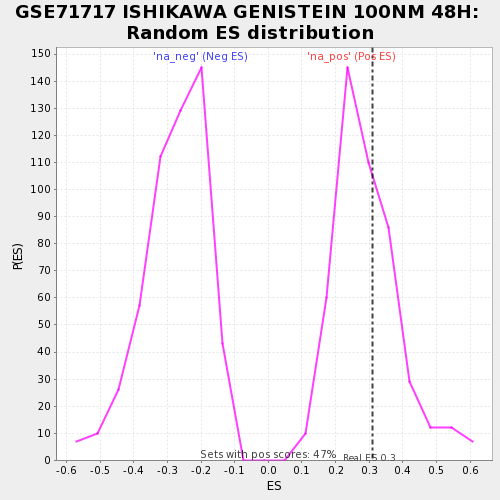 GSE71717 ISHIKAWA GENISTEIN 100NM 48H:
Random ES distribution
'na_neg' (Neg ES)
'na_pos' (Pos ES)
150
140
130
120
110
100
90
80
70
60
50
40
30
20
10
0
P(ES)
Sets with pos scores: 47%
Real ES 0.3
-0.6 -0.5 -0.4 -0.3 -0.2 -0.1 0.0 0.1 0.2 0.3 0.4 0.5 0.6
ES